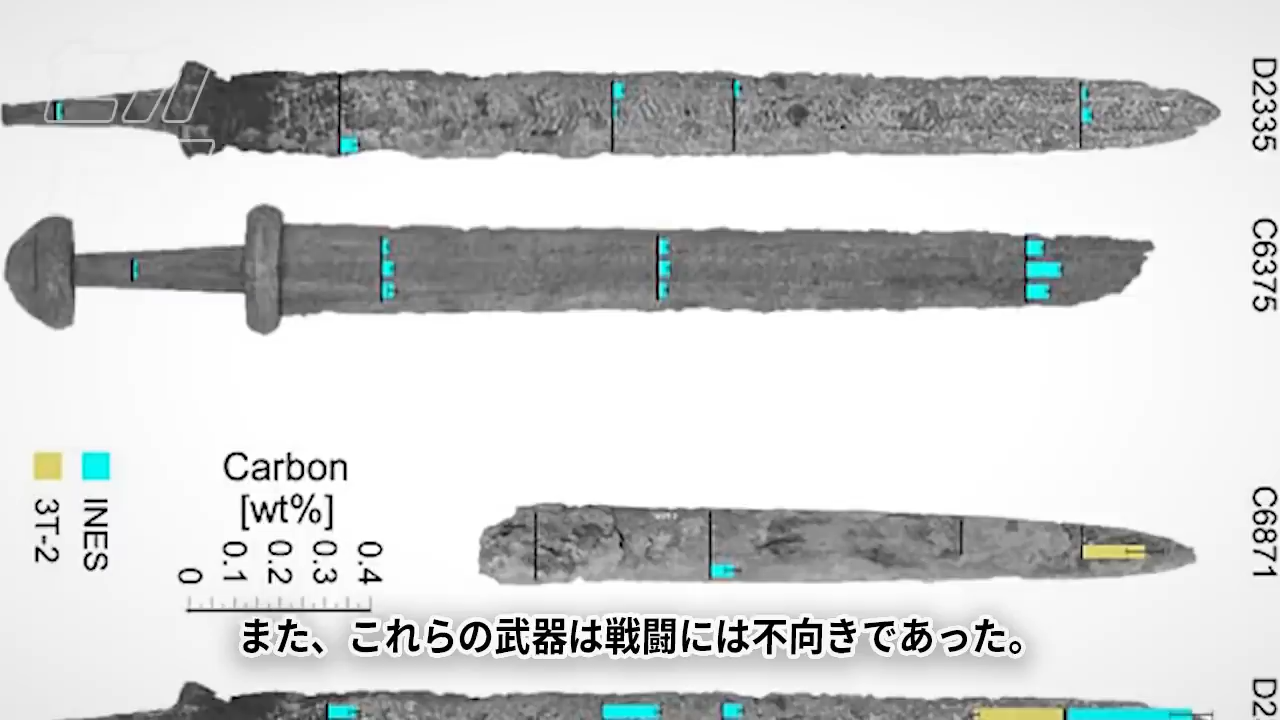 D2335
C6375
C6871
Carbon
[wt%]
0 0.1 0.2 0.3 0.4
INES
3T-2
また、これらの武器は戦闘には不向きであった。